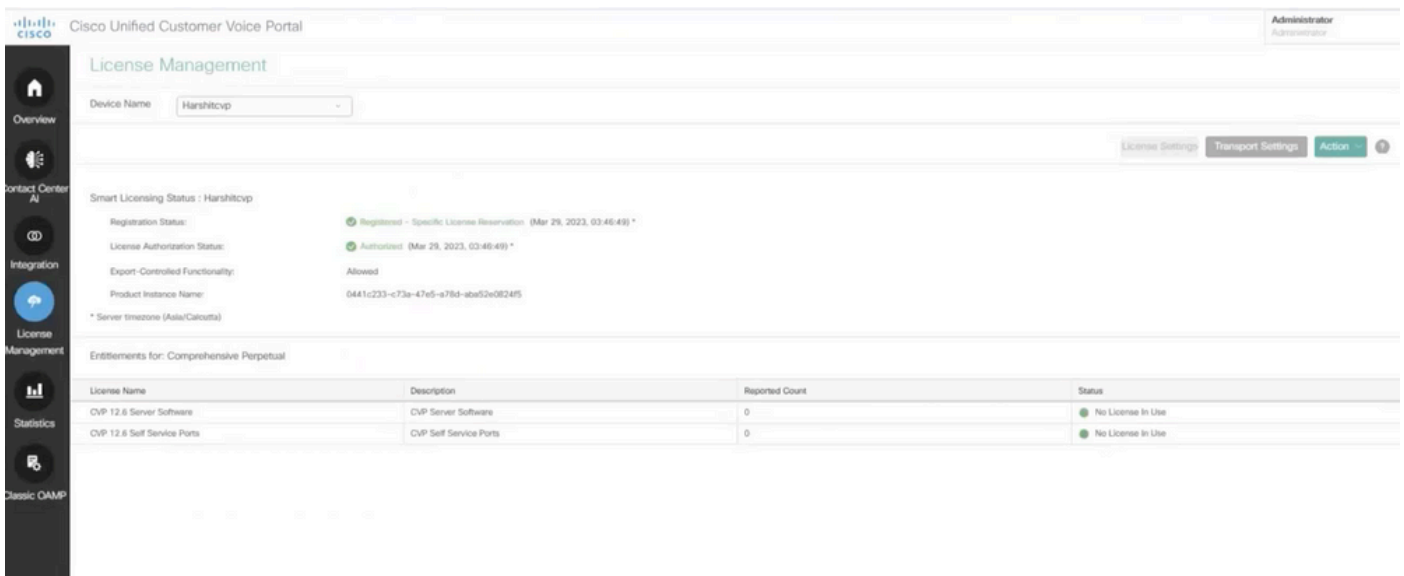 CISCO
Cisco Unified Customer Voice Portal
Administrator
Administrator
License Management
Device Name
Harshitcvp
License Settings
Transport Settings
Action
?
Overview
Contact Center
AI
Integration
License
Management
Statistics
Classic OAMP
Smart Licensing Status : Harshitcvp
Registration Status: Registered - Specific License Reservation (Mar 29, 2023, 03:46:49) *
License Authorization Status: Authorized (Mar 29, 2023, 03:46:49) *
Export-Controlled Functionality: Allowed
Product Instance Name: 0441c233-c73a-47e5-a78d-aba52e0824f5
* Server timezone (Asia/Calcutta)
Entitlements for: Comprehensive Perpetual
License Name Description Reported Count Status
CVP 12.6 Server Software CVP Server Software 0 No License In Use
CVP 12.6 Self Service Ports CVP Self Service Ports 0 No License In Use